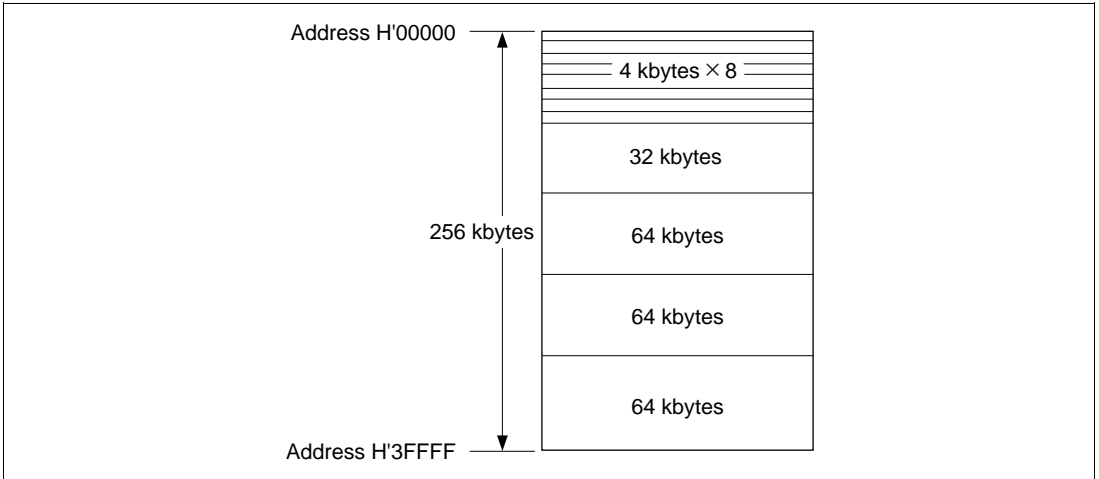 Address H'00000
4 kbytes × 8
32 kbytes
256 kbytes
64 kbytes
64 kbytes
64 kbytes
Address H'3FFFF